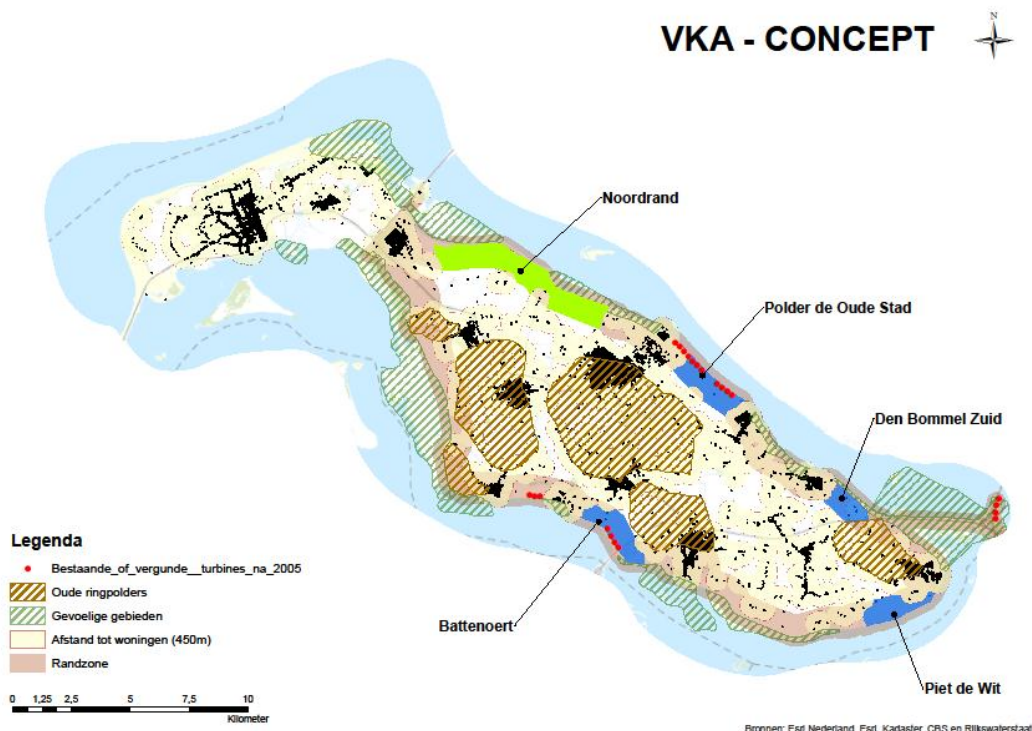 VKA - CONCEPT
N
Noordrand
Polder de Oude Stad
Den Bommel Zuid
Battenoert
Piet de Wit
Legenda
Bestaande_of_vergunde__turbines_na_2005
Oude ringpolders
Gevoelige gebieden
Afstand tot woningen (450m)
Randzone
0 1,25 2,5 5 7,5 10
Kilometer
Bronnen: Esri Nederland, Esri, Kadaster, CBS en Rijkswaterstaat